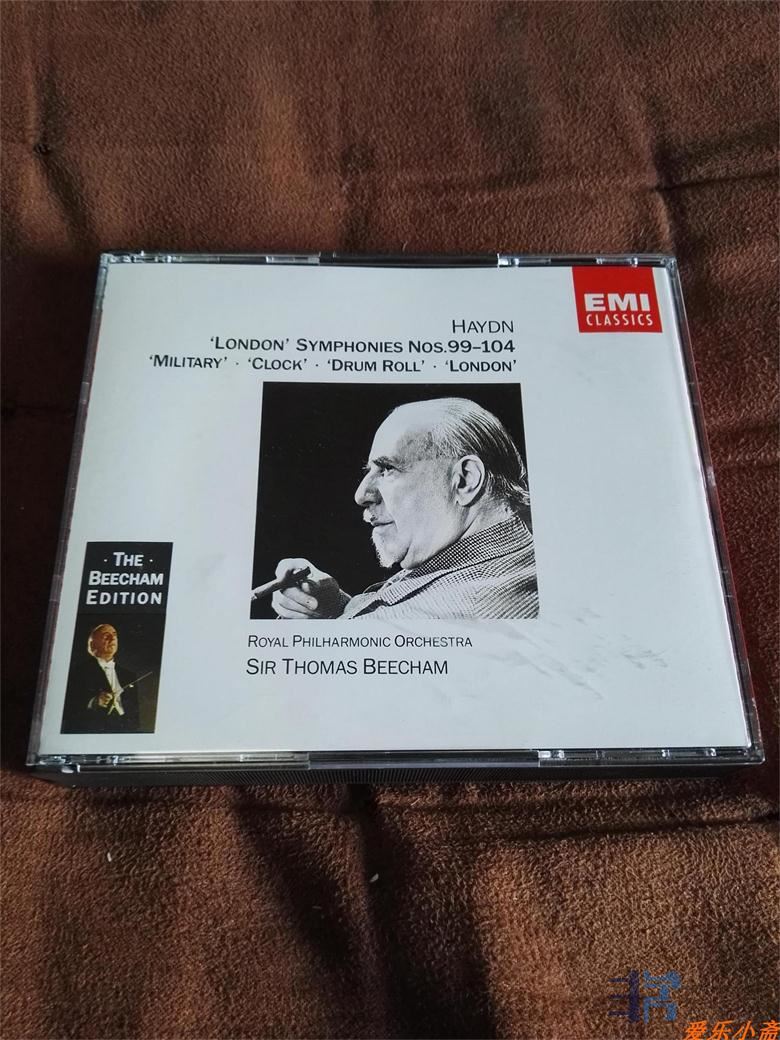 EMI
CLASSICS
HAYDN
‘LONDON’ SYMPHONIES NOS.99–104
‘MILITARY’ · ‘CLOCK’ · ‘DRUM ROLL’ · ‘LONDON’
· THE ·
BEECHAM
EDITION
ROYAL PHILHARMONIC ORCHESTRA
SIR THOMAS BEECHAM
爱乐小斋